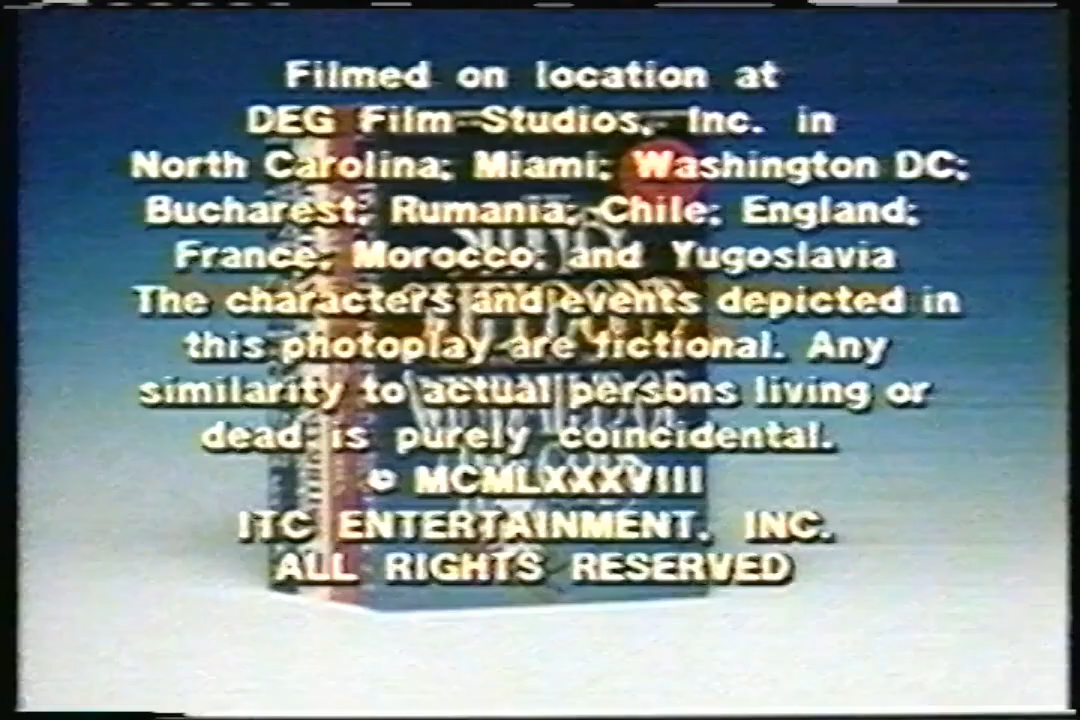 Filmed on location at
DEG Film Studios, Inc. in
North Carolina; Miami; Washington DC;
Bucharest; Rumania; Chile; England;
France; Morocco; and Yugoslavia
The characters and events depicted in
this photoplay are fictional. Any
similarity to actual persons living or
dead is purely coincidental.
© MCMLXXXVIII
ITC ENTERTAINMENT, INC.
ALL RIGHTS RESERVED